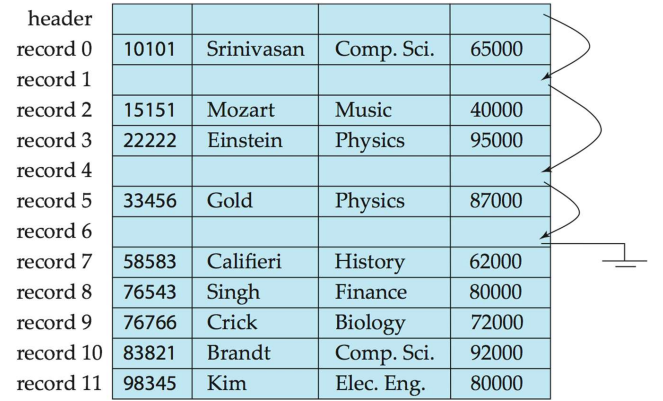 header
record 0 10101 Srinivasan Comp. Sci. 65000
record 1
record 2 15151 Mozart Music 40000
record 3 22222 Einstein Physics 95000
record 4
record 5 33456 Gold Physics 87000
record 6
record 7 58583 Califieri History 62000
record 8 76543 Singh Finance 80000
record 9 76766 Crick Biology 72000
record 10 83821 Brandt Comp. Sci. 92000
record 11 98345 Kim Elec. Eng. 80000